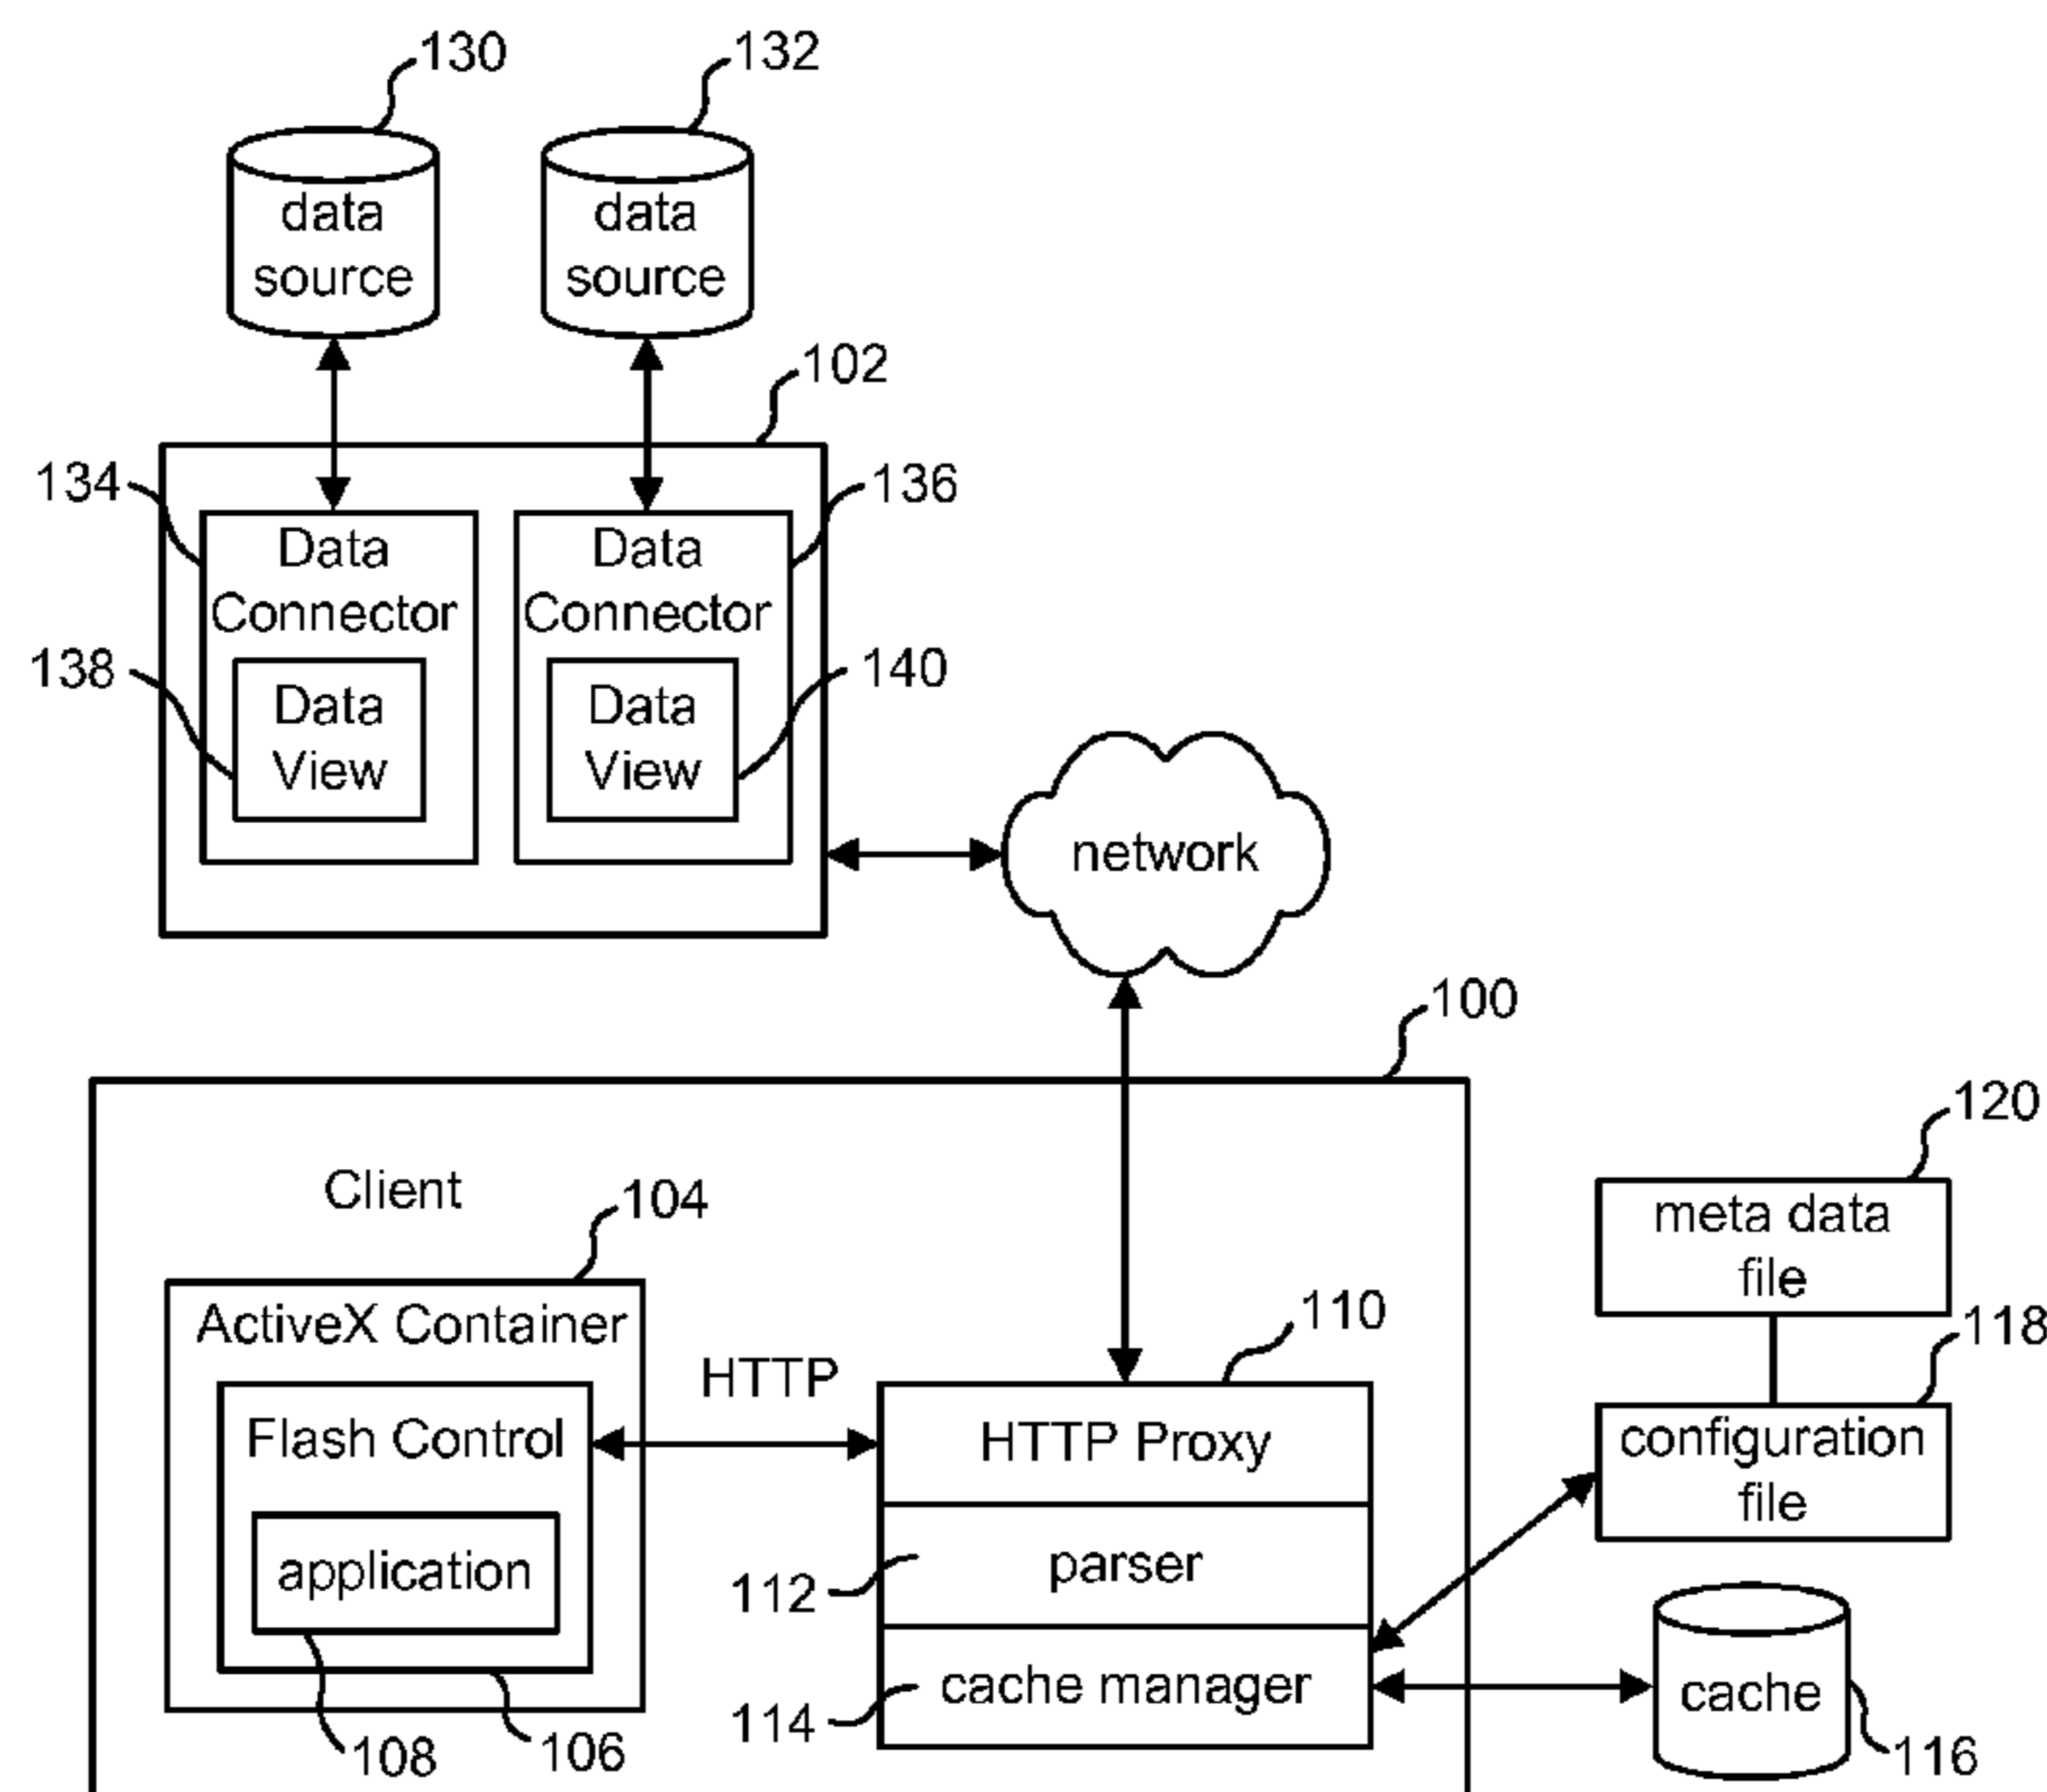 130
132
data
source
data
source
102
134
136
Data
Connector
Data
Connector
138
140
Data
View
Data
View
network
100
120
Client
104
meta data
file
ActiveX Container
110
118
HTTP
Flash Control
HTTP Proxy
configuration
file
application
parser
112
cache manager
114
cache
108
106
116